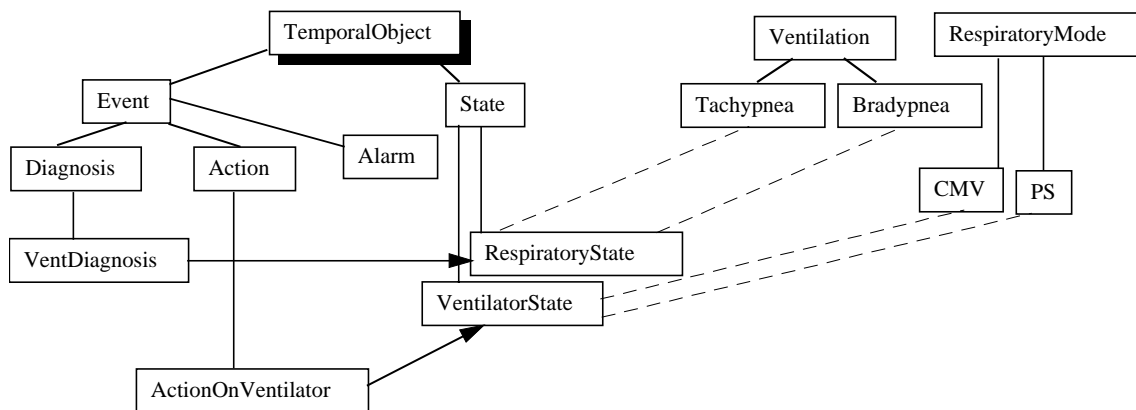 TemporalObject
Ventilation
RespiratoryMode
Event
State
Tachypnea
Bradypnea
Diagnosis
Action
Alarm
CMV
PS
VentDiagnosis
RespiratoryState
VentilatorState
ActionOnVentilator